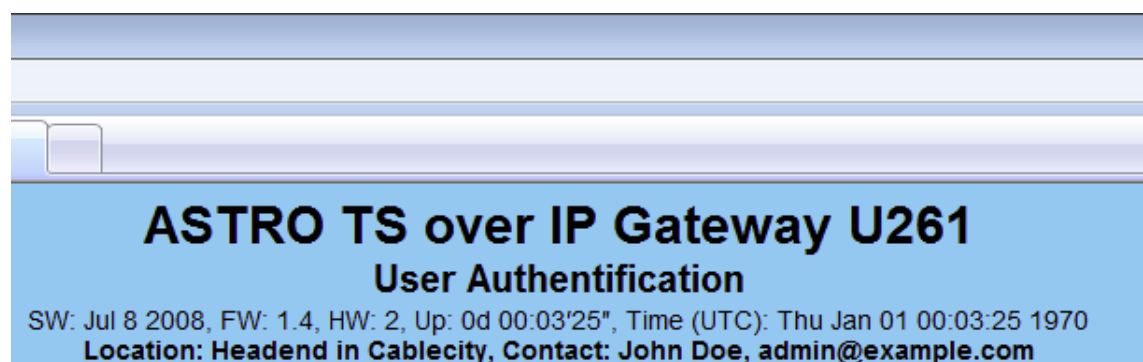 ASTRO TS over IP Gateway U261
User Authentification
SW: Jul 8 2008, FW: 1.4, HW: 2, Up: 0d 00:03'25", Time (UTC): Thu Jan 01 00:03:25 1970
Location: Headend in Cablecity, Contact: John Doe, admin@example.com